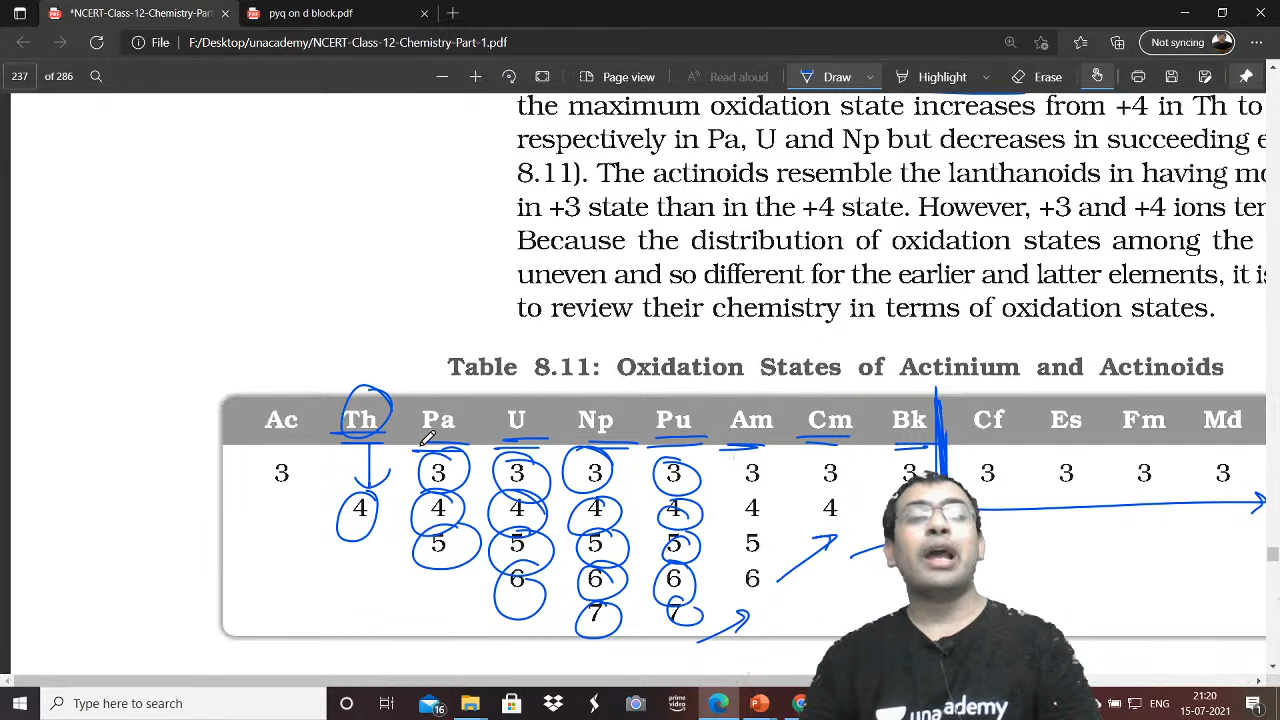 *NCERT-Class-12-Chemistry-Part-1.
pyq on d block.pdf
File F:/Desktop/unacademy/NCERT-Class-12-Chemistry-Part-1.pdf
Not syncing
237 of 286
Page view
Read aloud
Draw
Highlight
Erase
the maximum oxidation state increases from +4 in Th to
respectively in Pa, U and Np but decreases in succeeding e
8.11). The actinoids resemble the lanthanoids in having mo
in +3 state than in the +4 state. However, +3 and +4 ions ten
Because the distribution of oxidation states among the
uneven and so different for the earlier and latter elements, it is
to review their chemistry in terms of oxidation states.
Table 8.11: Oxidation States of Actinium and Actinoids
Ac Th Pa U Np Pu Am Cm Bk Cf Es Fm Md
3 3 3 3 3 3 3 3 3 3 3 3
4 4 4 4 4 4 4
5 5 5 5 5
6 6 6 6
7 7
unacademy
Type here to search
16
prime video
ENG
21:20
15-07-2021
1